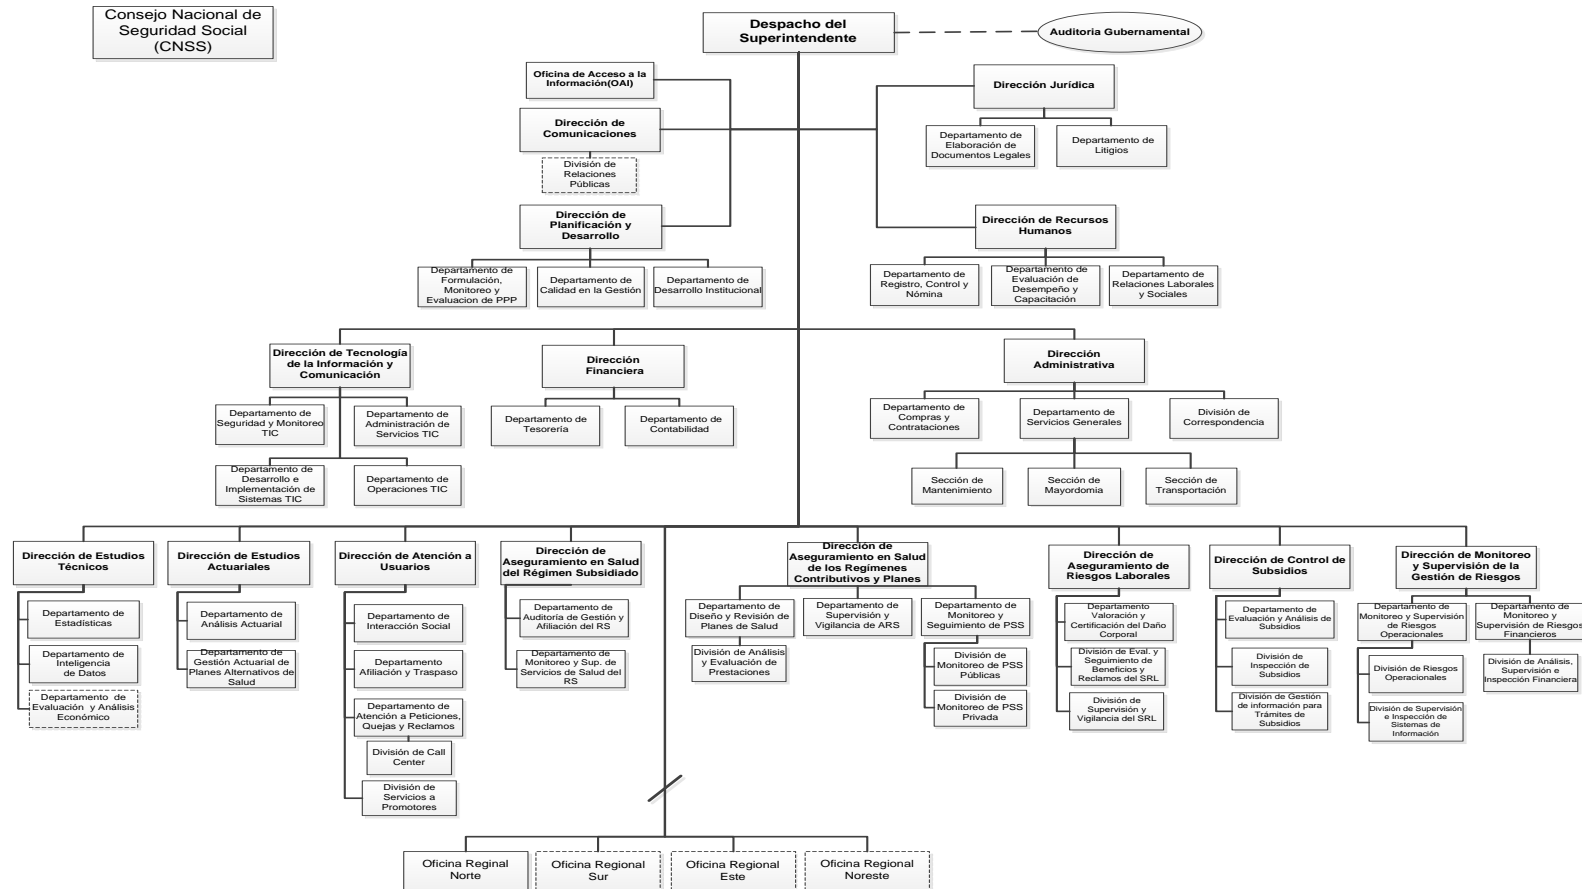 Consejo Nacional de
Seguridad Social
(CNSS)
Despacho del
Superintendente
Auditoria Gubernamental
Oficina de Acceso a la
Información(OAI)
Dirección de
Comunicaciones
División de
Relaciones
Públicas
Dirección Jurídica
Departamento de
Elaboración de
Documentos Legales
Departamento de
Litigios
Dirección de
Planificación y
Desarrollo
Departamento de
Formulación,
Monitoreo y
Evaluacion de PPP
Departamento de
Calidad en la Gestión
Departamento de
Desarrollo Institucional
Dirección de Recursos
Humanos
Departamento de
Registro, Control y
Nómina
Departamento de
Evaluación de
Desempeño y
Capacitación
Departamento de
Relaciones Laborales
y Sociales
Dirección de Tecnología
de la Información y
Comunicación
Departamento de
Seguridad y Monitoreo
TIC
Departamento de
Administración de
Servicios TIC
Departamento de
Desarrollo e
Implementación de
Sistemas TIC
Departamento de
Operaciones TIC
Dirección
Financiera
Departamento de
Tesorería
Departamento de
Contabilidad
Dirección
Administrativa
Departamento de
Compras y
Contrataciones
Departamento de
Servicios Generales
División de
Correspondencia
Sección de
Mantenimiento
Sección de
Mayordomia
Sección de
Transportación
Dirección de Estudios
Técnicos
Departamento de
Estadísticas
Departamento de
Inteligencia
de Datos
Departamento de
Evaluación y Análisis
Económico
Dirección de Estudios
Actuariales
Departamento de
Análisis Actuarial
Departamento de
Gestión Actuarial de
Planes Alternativos de
Salud
Dirección de Atención a
Usuarios
Departamento de
Interacción Social
Departamento
Afiliación y Traspaso
Departamento de
Atención a Peticiones,
Quejas y Reclamos
División de Call
Center
División de
Servicios a
Promotores
Dirección de
Aseguramiento en Salud
del Régimen Subsidiado
Departamento de
Auditoría de Gestión y
Afiliación del RS
Departamento de
Monitoreo y Sup. de
Servicios de Salud del
RS
Dirección de
Aseguramiento en Salud
de los Regímenes
Contributivos y Planes
Departamento de
Diseño y Revisión de
Planes de Salud
División de Análisis
y Evaluación de
Prestaciones
Departamento de
Supervisión y
Vigilancia de ARS
Departamento de
Monitoreo y
Seguimiento de PSS
División de
Monitoreo de PSS
Públicas
División de
Monitoreo de PSS
Privada
Dirección de
Aseguramiento de
Riesgos Laborales
Departamento
Valoración y
Certificación del Daño
Corporal
División de Eval. y
Seguimiento de
Beneficios y
Reclamos del SRL
División de
Supervisión y
Vigilancia del SRL
Dirección de Control de
Subsidios
Departamento de
Evaluación y Análisis de
Subsidios
División de
Inspección de
Subsidios
División de Gestión
de información para
Trámites de
Subsidios
Dirección de Monitoreo
y Supervisión de la
Gestión de Riesgos
Departamento de
Monitoreo y Supervisión
de Riesgos
Operacionales
División de Riesgos
Operacionales
División de Supervisión
e Inspección de
Sistemas de
Información
Departamento de
Monitoreo y
Supervisión de Riesgos
Financieros
División de Análisis,
Supervisión e
Inspección Financiera
Oficina Reginal
Norte
Oficina Regional
Sur
Oficina Regional
Este
Oficina Regional
Noreste